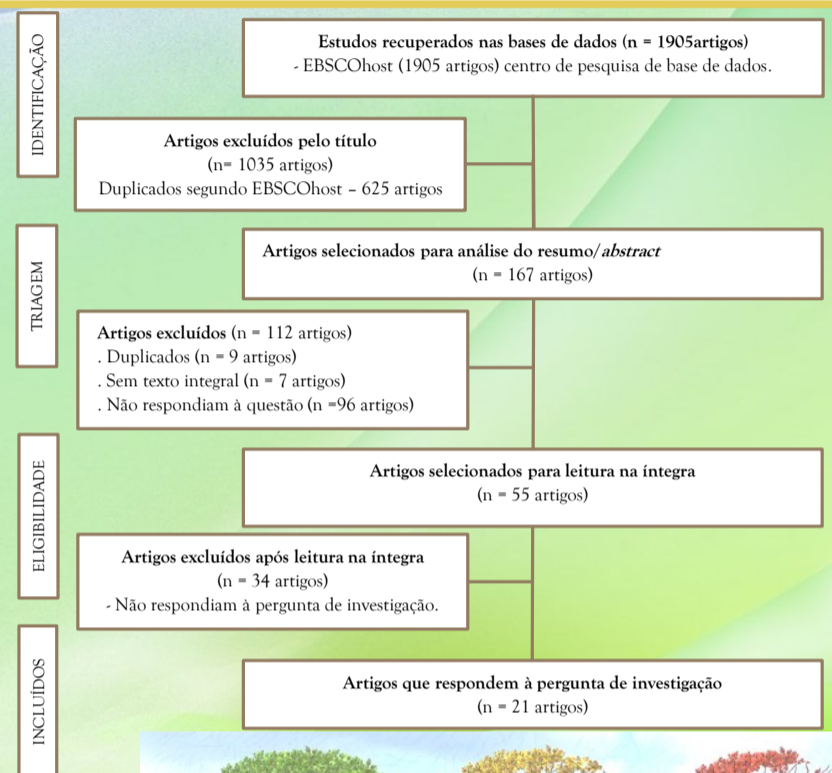 IDENTIFICAÇÃO
Estudos recuperados nas bases de dados (n = 1905artigos)
- EBSCOhost (1905 artigos) centro de pesquisa de base de dados.
Artigos excluídos pelo título
(n= 1035 artigos)
Duplicados segundo EBSCOhost – 625 artigos
TRIAGEM
Artigos selecionados para análise do resumo/abstract
(n = 167 artigos)
Artigos excluídos (n = 112 artigos)
. Duplicados (n = 9 artigos)
. Sem texto integral (n = 7 artigos)
. Não respondiam à questão (n =96 artigos)
ELIGIBILIDADE
Artigos selecionados para leitura na íntegra
(n = 55 artigos)
Artigos excluídos após leitura na íntegra
(n = 34 artigos)
- Não respondiam à pergunta de investigação.
INCLUÍDOS
Artigos que respondem à pergunta de investigação
(n = 21 artigos)